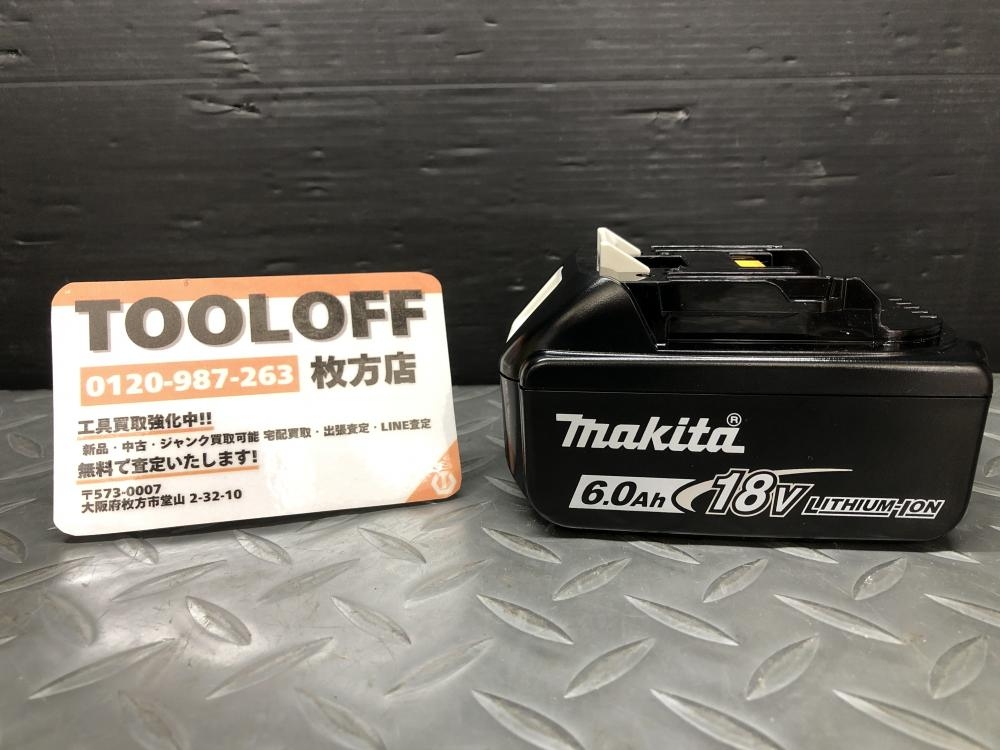 TOOLOFF
0120-987-263 枚方店
工具買取強化中!!
新品・中古・ジャンク買取可能 宅配買取・出張査定・LINE査定
無料で査定いたします!
〒573-0007
大阪府枚方市堂山 2-32-10
makita®
6.0Ah 18V LITHIUM-ION